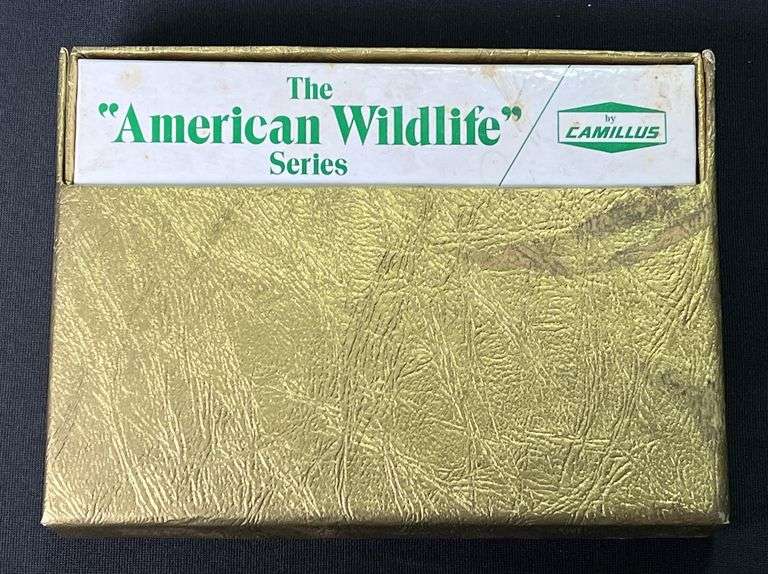 The
"American Wildlife"
Series
by
CAMILLUS